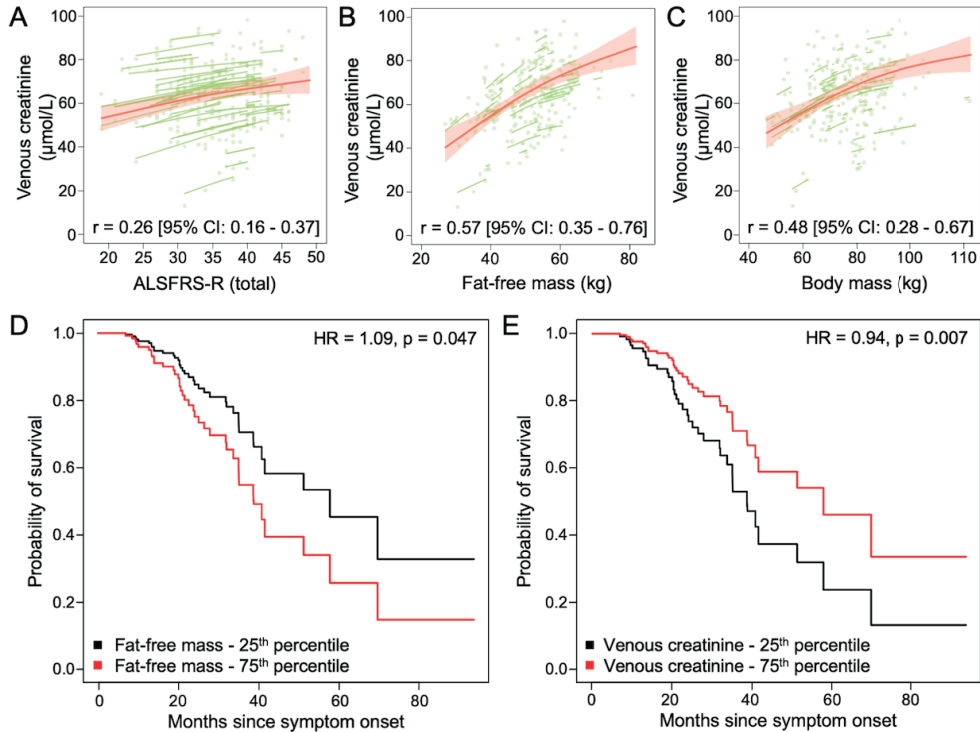 A
Venous creatinine
(µmol/L)
100
80
60
40
20
0
r = 0.26 [95% CI: 0.16 - 0.37]
20 25 30 35 40 45 50
ALSFRS-R (total)
B
Venous creatinine
(µmol/L)
100
80
60
40
20
0
r = 0.57 [95% CI: 0.35 - 0.76]
20 40 60 80
Fat-free mass (kg)
C
Venous creatinine
(µmol/L)
100
80
60
40
20
0
r = 0.48 [95% CI: 0.28 - 0.67]
40 60 80 100 110
Body mass (kg)
D
HR = 1.09, p = 0.047
Probability of survival
1.0
0.8
0.6
0.4
0.2
0.0
Fat-free mass - 25th percentile
Fat-free mass - 75th percentile
0 20 40 60 80
Months since symptom onset
E
HR = 0.94, p = 0.007
Probability of survival
1.0
0.8
0.6
0.4
0.2
0.0
Venous creatinine - 25th percentile
Venous creatinine - 75th percentile
0 20 40 60 80
Months since symptom onset